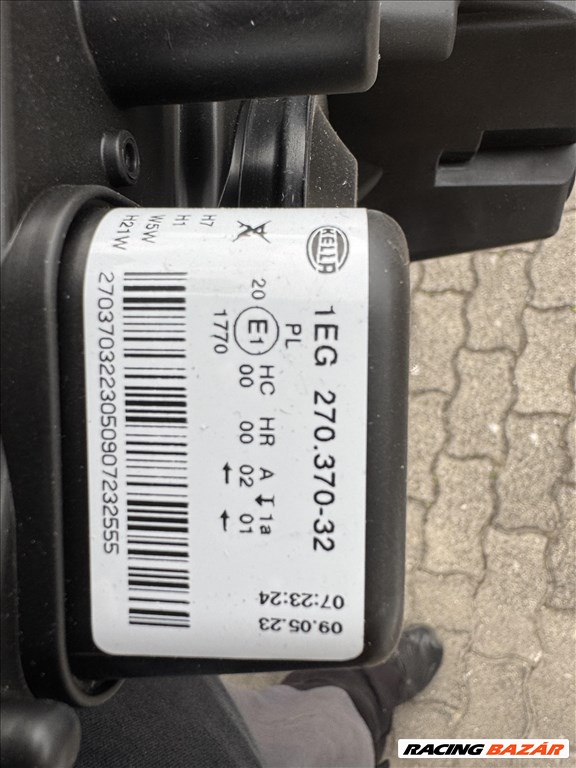 HELLA
1EG 270.370-32
PL
20 E1 HC HR A 1a
1770 00 00 02 01
H7
H1
W5W
H21W
2703703223050907232555
09.05.23
07:23:24
RACING BAZÁR.HU